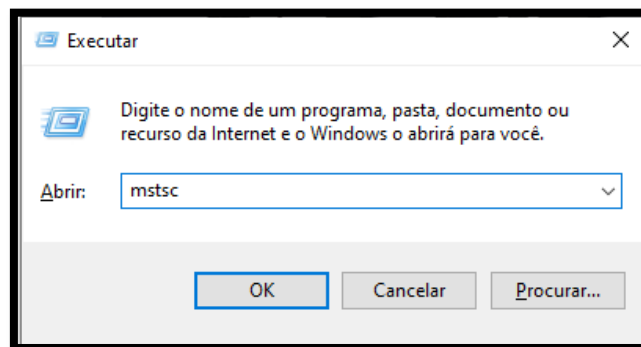 Executar
Digite o nome de um programa, pasta, documento ou
recurso da Internet e o Windows o abrirá para você.
Abrir: mstsc
OK Cancelar Procurar...